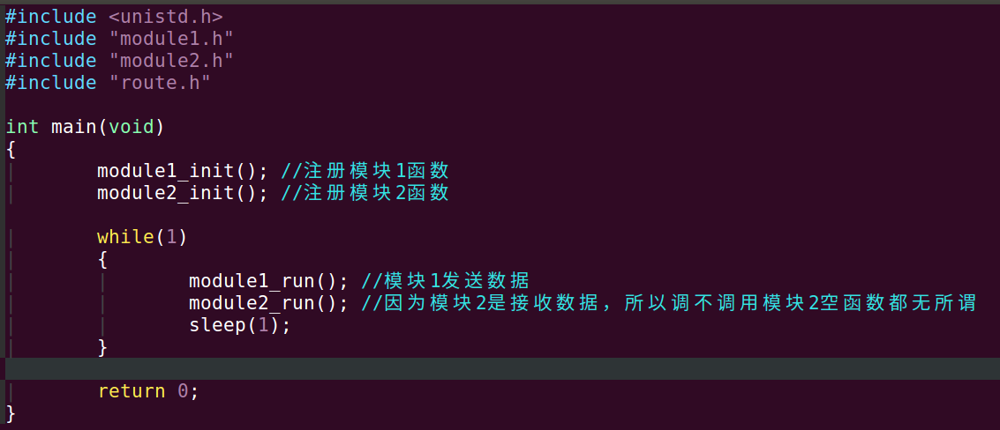 #include <unistd.h>
#include "module1.h"
#include "module2.h"
#include "route.h"
int main(void)
{
module1_init(); //注册模块1函数
module2_init(); //注册模块2函数
while(1)
{
module1_run(); //模块1发送数据
module2_run(); //因为模块2是接收数据，所以调不调用模块2空函数都无所谓
sleep(1);
}
return 0;
}